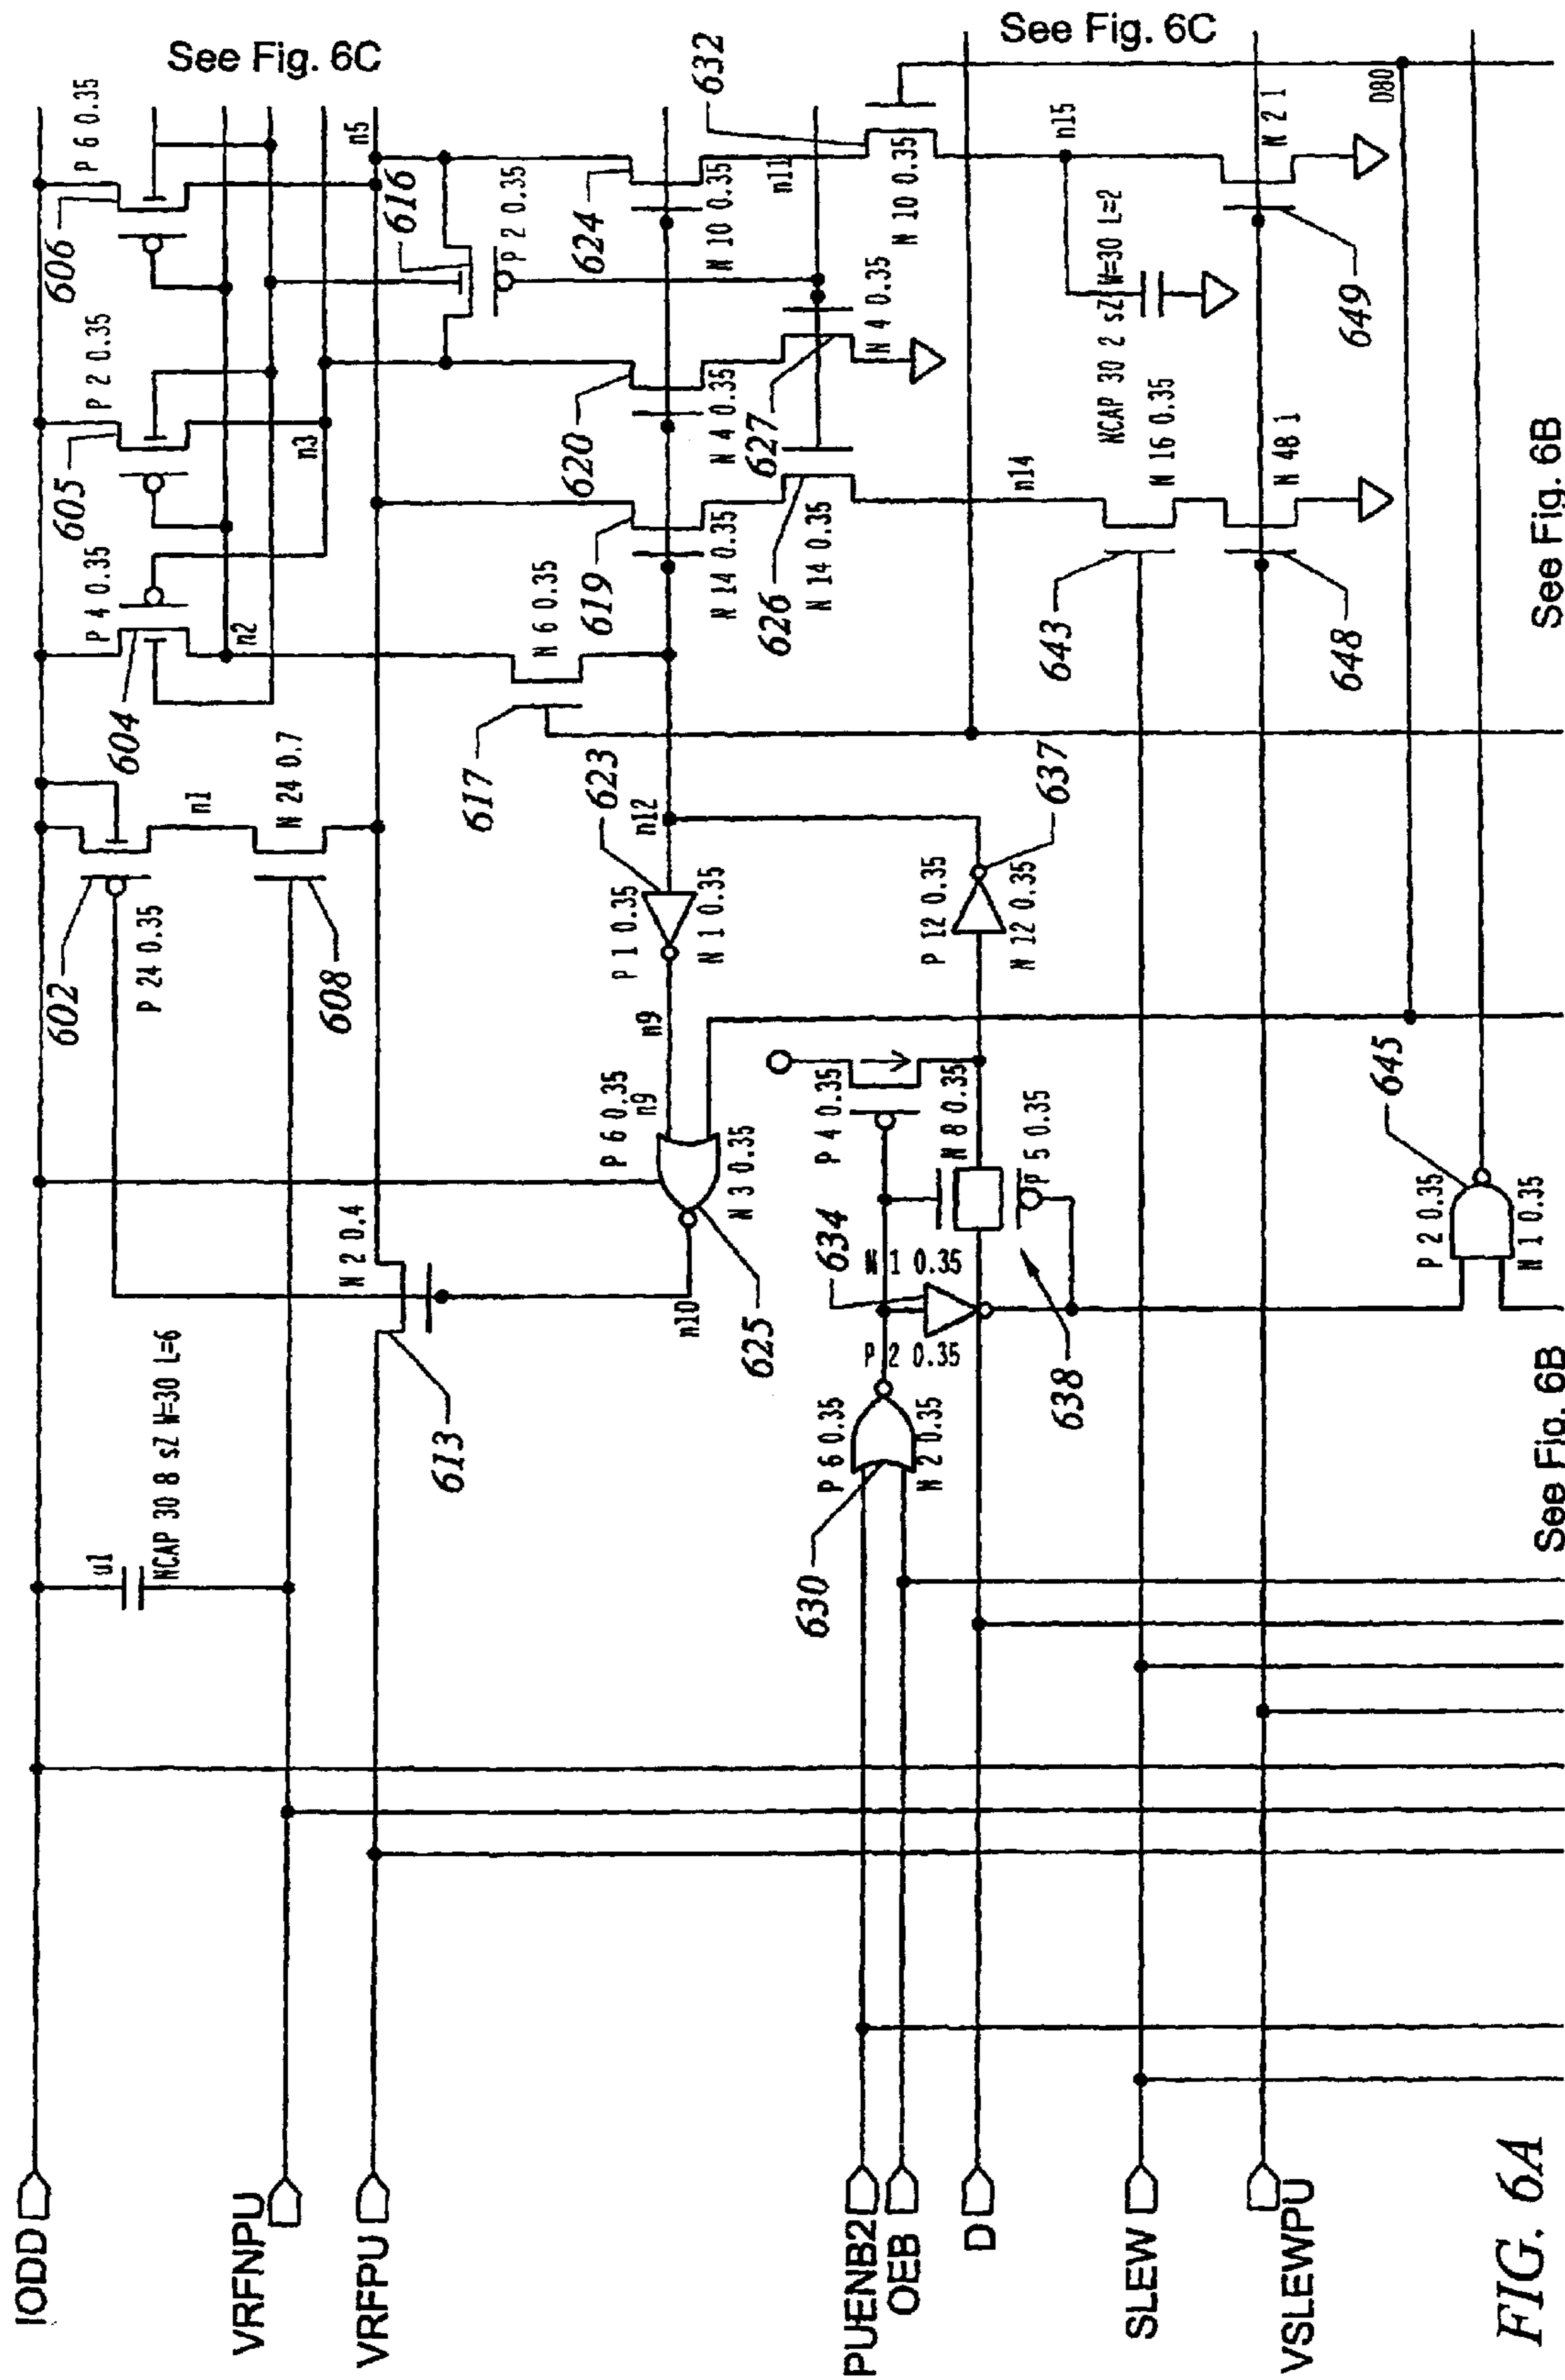 IODD
VRFNPU
VRFPU
PUENB2
OEB
D
SLEW
VSLEWPU
FIG. 6A
u1
NCAP 30 8 sZ W=30 L=6
613
N 2 0.4
602
P 24 0.35
608
N 24 0.7
n1
604
P 4 0.35
n2
605
P 2 0.35
n3
606
P 6 0.35
n5
See Fig. 6C
616
P 2 0.35
617
N 6 0.35
619
N 14 0.35
620
N 4 0.35
624
N 10 0.35
n11
623
P 1 0.35
N 1 0.35
n12
n9
P 6 0.35
n9
N 3 0.35
n10
625
626
N 14 0.35
627
N 4 0.35
632
N 10 0.35
630
P 6 0.35
N 2 0.35
634
N 1 0.35
P 2 0.35
P 4 0.35
N 8 0.35
P 5 0.35
638
637
P 12 0.35
N 12 0.35
n14
n15
NCAP 30 2 sZ W=30 L=2
643
N 16 0.35
648
N 48 1
649
N 2 1
645
P 2 0.35
N 1 0.35
D80
See Fig. 6C
See Fig. 6B
See Fig. 6B